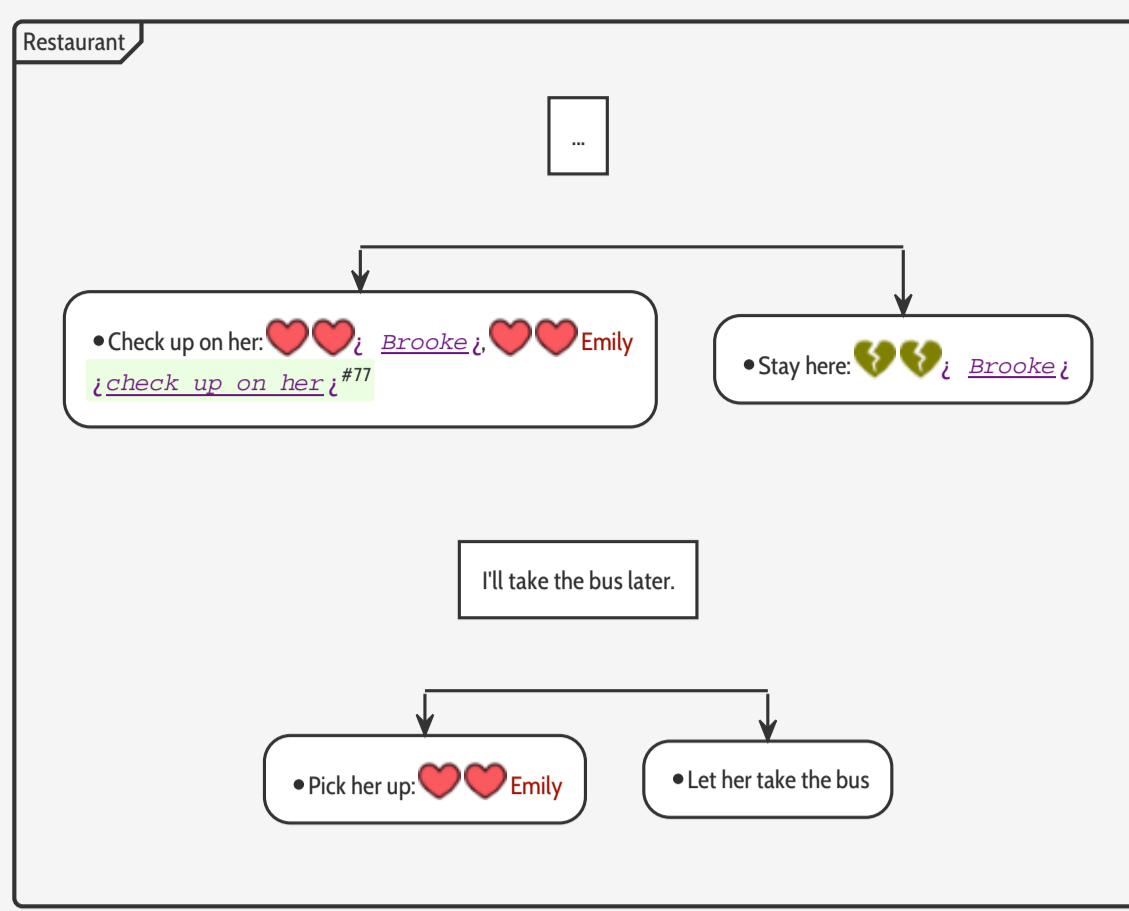 Restaurant
...
•Check up on her: ¿ Brooke¿, Emily
¿check up on her¿#77
•Stay here: ¿ Brooke¿
I'll take the bus later.
•Pick her up: Emily
•Let her take the bus